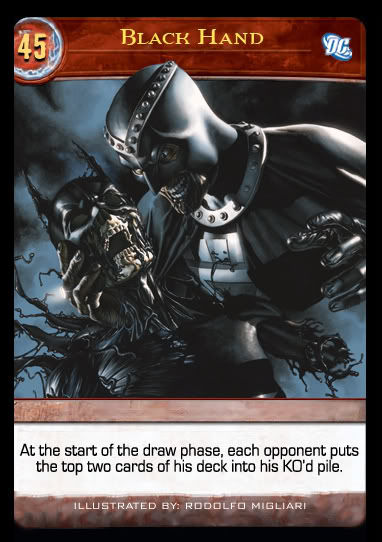 45
Black Hand
DC
At the start of the draw phase, each opponent puts
the top two cards of his deck into his KO'd pile.
ILLUSTRATED BY: RODOLFO MIGLIARI